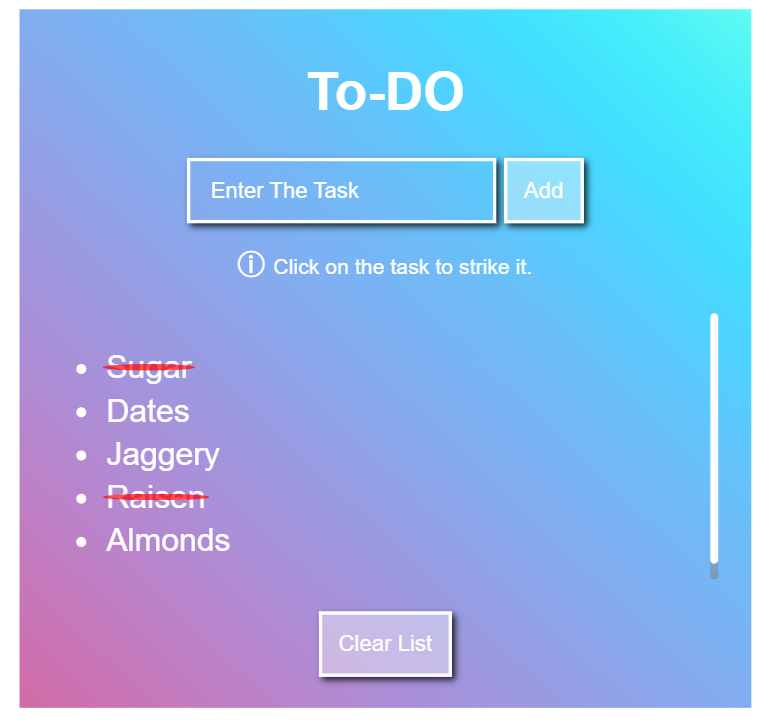 To-DO
Enter The Task Add
ⓘ Click on the task to strike it.
• Sugar
• Dates
• Jaggery
• Raisen
• Almonds
Clear List